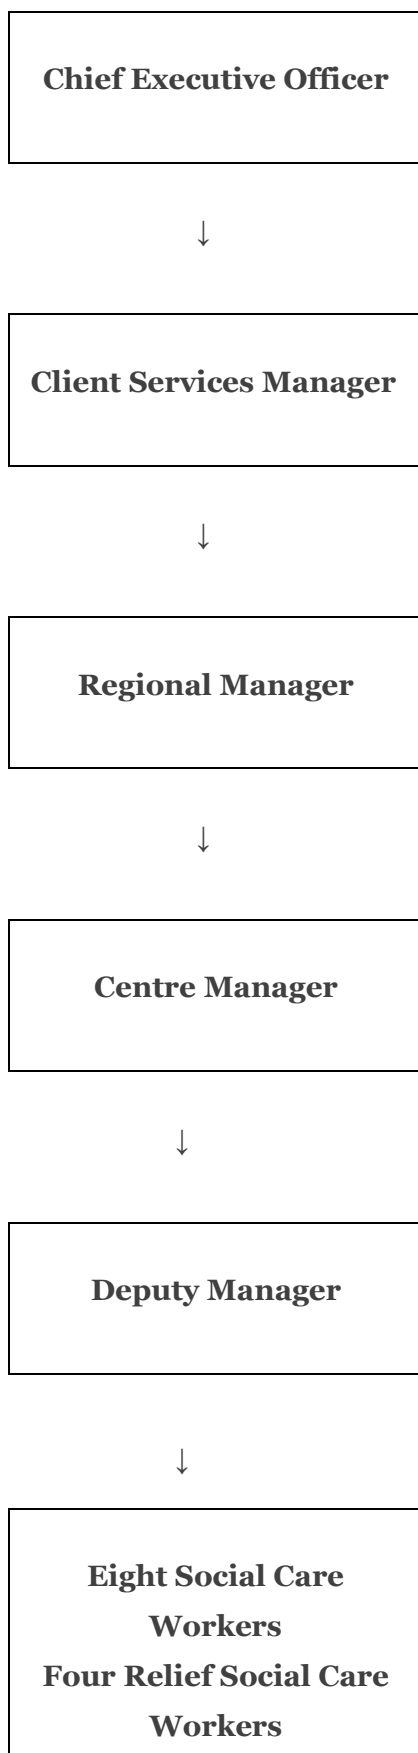 Chief Executive Officer
↓
Client Services Manager
↓
Regional Manager
↓
Centre Manager
↓
Deputy Manager
↓
Eight Social Care
Workers
Four Relief Social Care
Workers